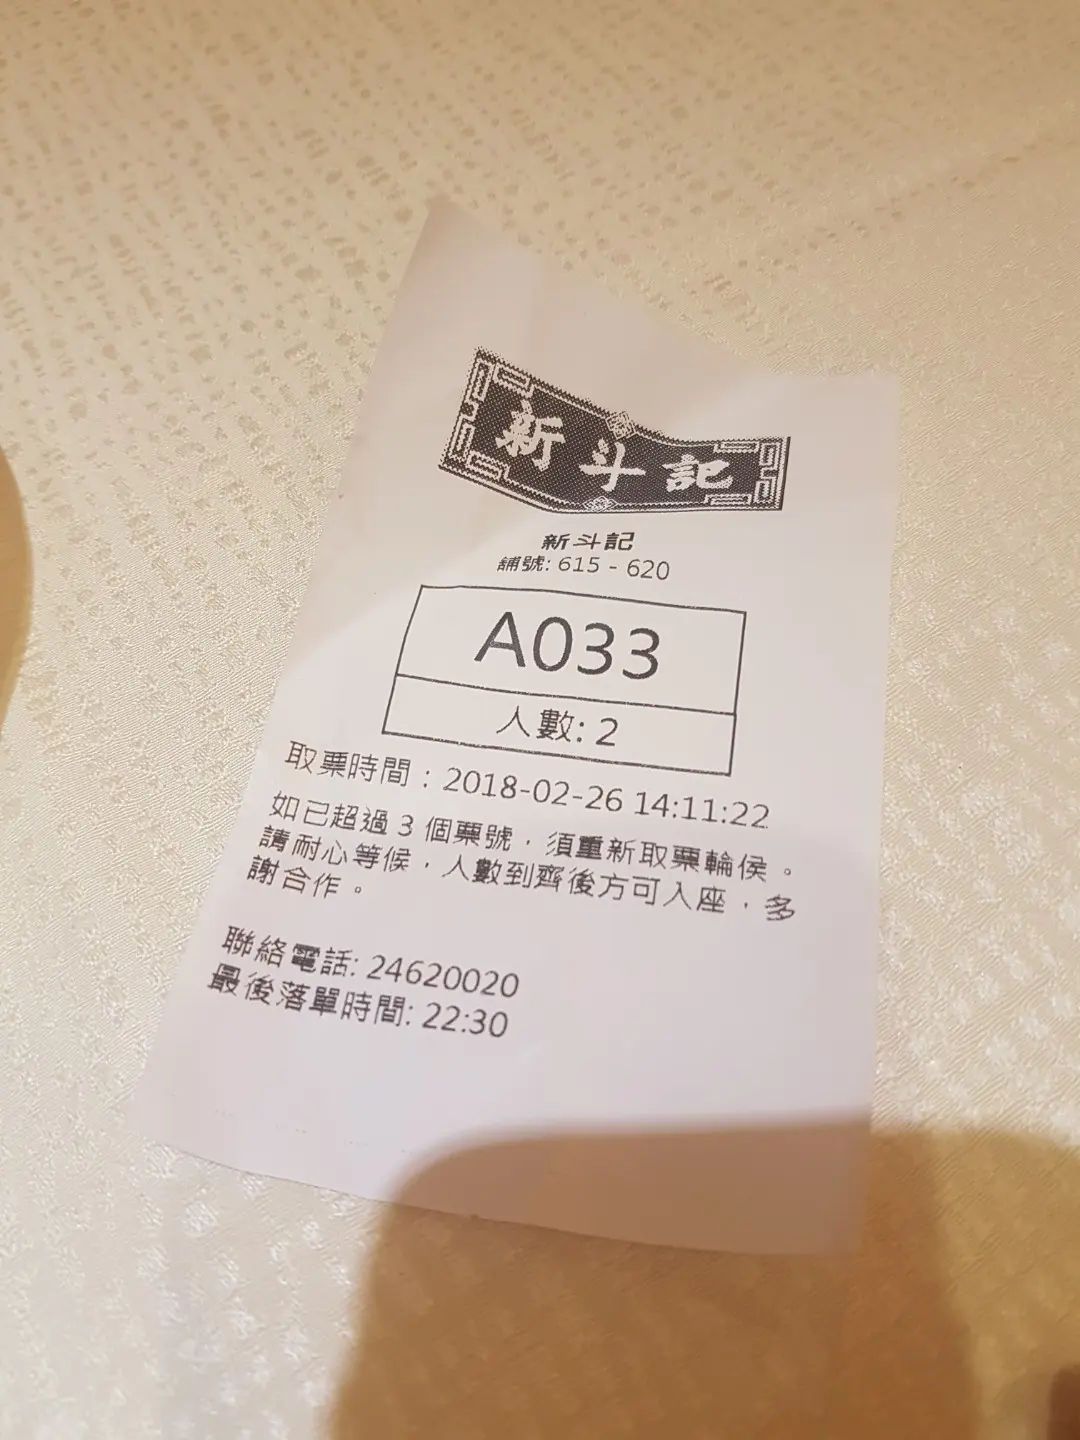 新斗記
新斗記
舖號: 615 - 620
A033
人數: 2
取票時間：2018-02-26 14:11:22
如已超過 3 個票號，須重新取票輪侯。
請耐心等候，人數到齊後方可入座，多
謝合作。
聯絡電話: 24620020
最後落單時間: 22:30